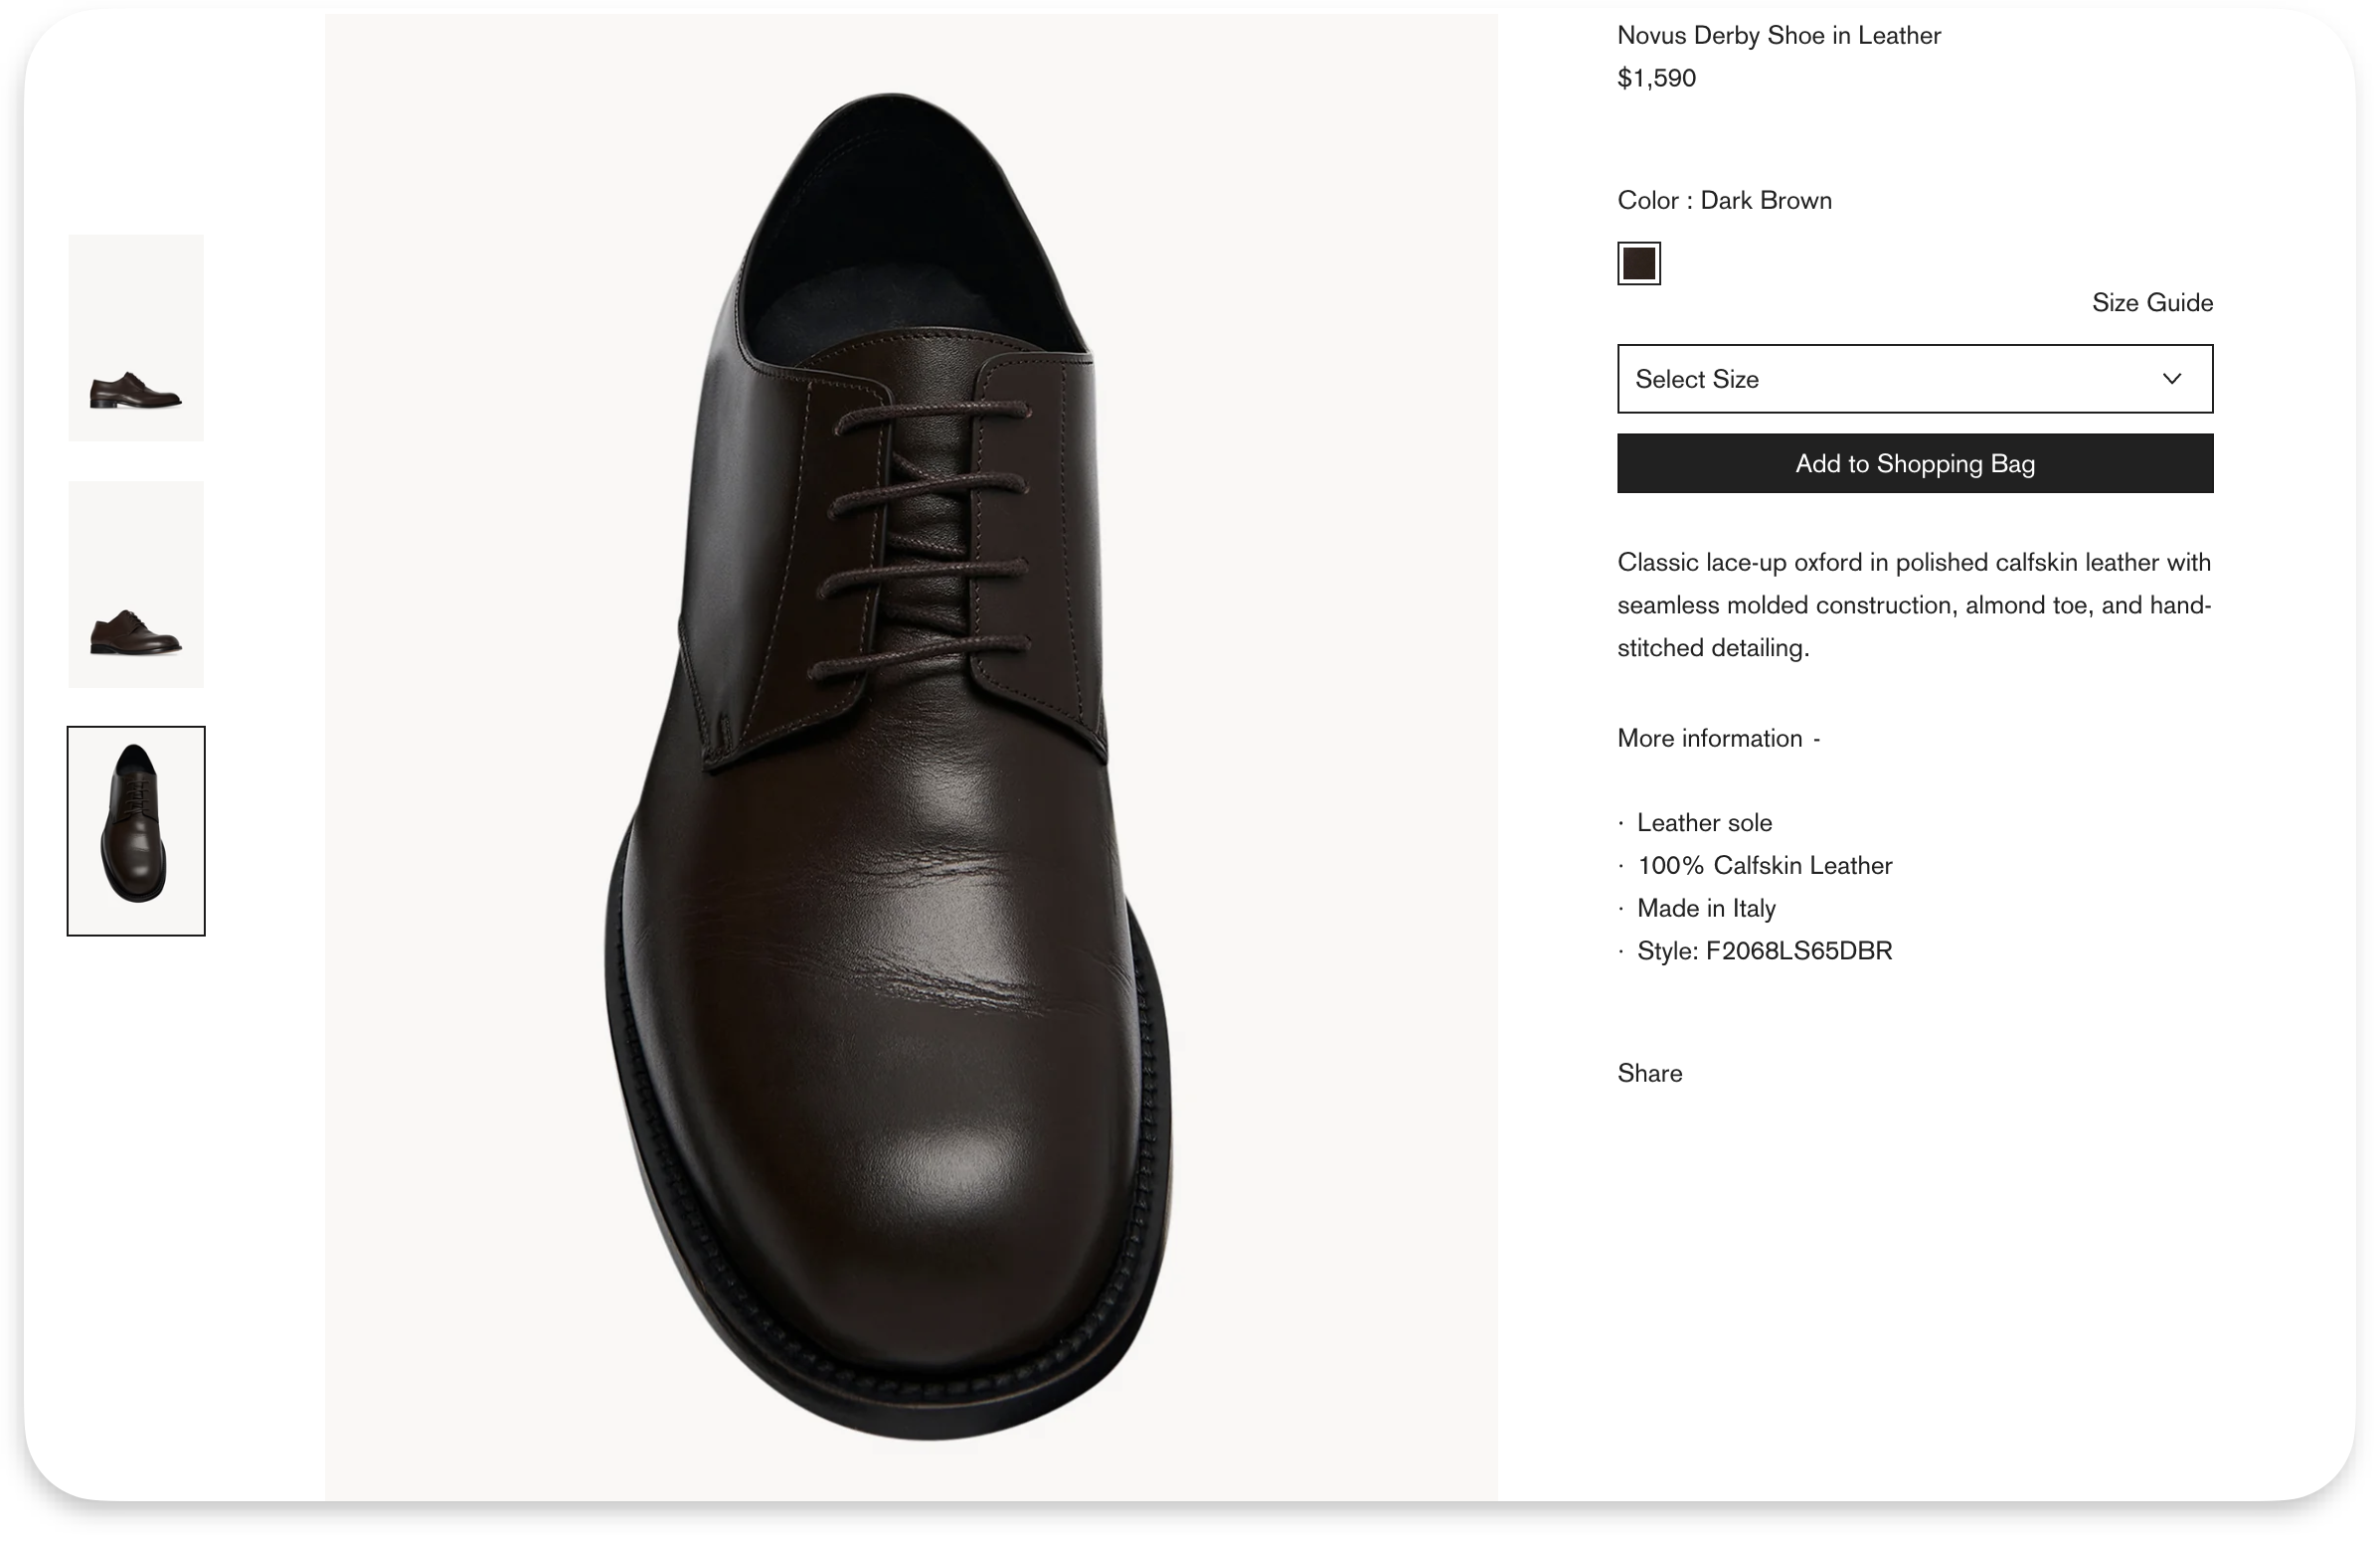 Novus Derby Shoe in Leather
$1,590
Color : Dark Brown
Size Guide
Select Size
Add to Shopping Bag
Classic lace-up oxford in polished calfskin leather with
seamless molded construction, almond toe, and hand-
stitched detailing.
More information -
· Leather sole
· 100% Calfskin Leather
· Made in Italy
· Style: F2068LS65DBR
Share